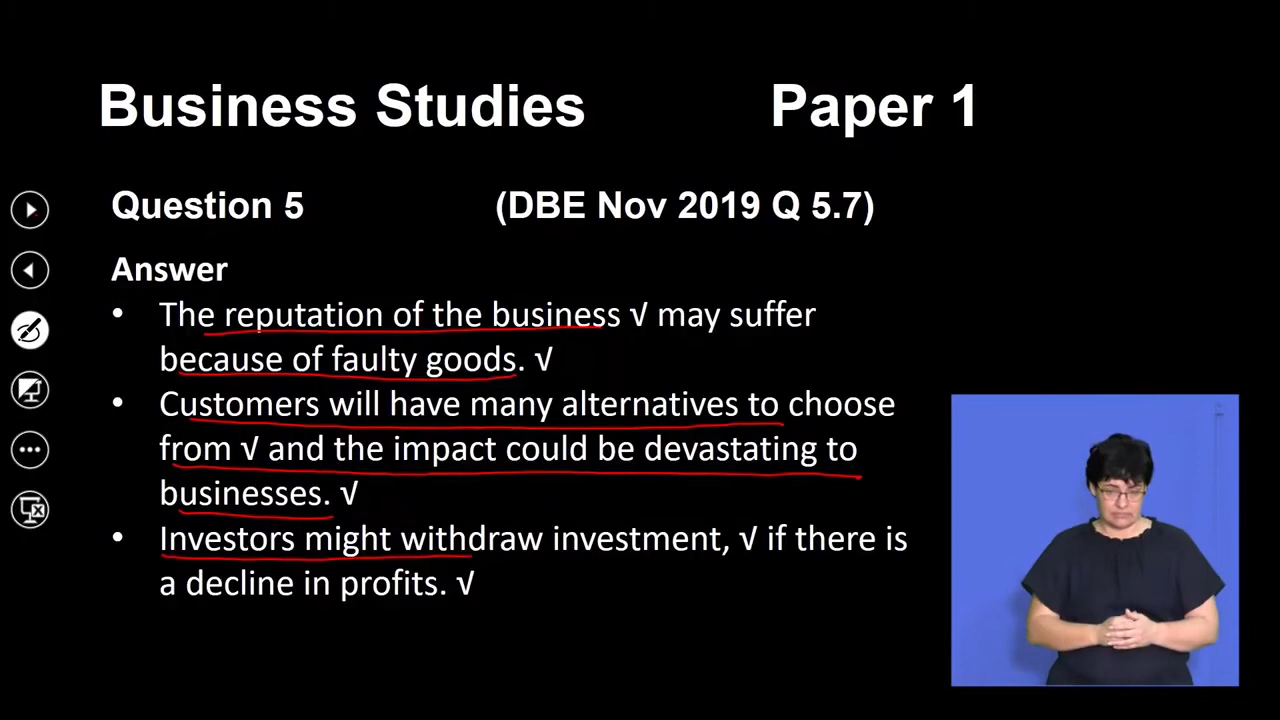 Business Studies Paper 1
Question 5 (DBE Nov 2019 Q 5.7)
Answer
• The reputation of the business √ may suffer
because of faulty goods. √
• Customers will have many alternatives to choose
from √ and the impact could be devastating to
businesses. √
• Investors might withdraw investment, √ if there is
a decline in profits. √